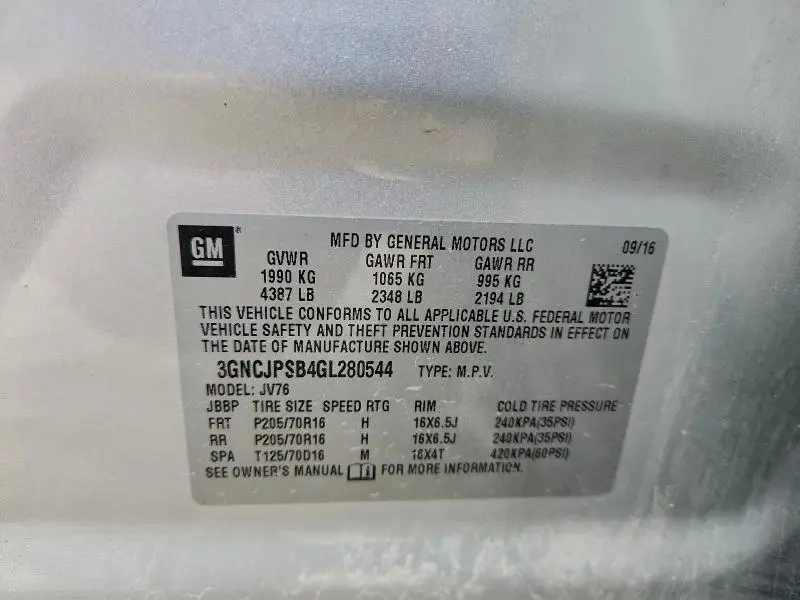 GM®
MFD BY GENERAL MOTORS LLC 09/16
GVWR GAWR FRT GAWR RR
1990 KG 1065 KG 995 KG
4387 LB 2348 LB 2194 LB
THIS VEHICLE CONFORMS TO ALL APPLICABLE U.S. FEDERAL MOTOR
VEHICLE SAFETY AND THEFT PREVENTION STANDARDS IN EFFECT ON
THE DATE OF MANUFACTURE SHOWN ABOVE.
3GNCJPSB4GL280544 TYPE: M.P.V.
MODEL: JV76
JBBP TIRE SIZE SPEED RTG RIM COLD TIRE PRESSURE
FRT P205/70R16 H 16X6.5J 240KPA(35PSI)
RR P205/70R16 H 16X6.5J 240KPA(35PSI)
SPA T125/70D16 M 16X4T 420KPA(60PSI)
SEE OWNER'S MANUAL FOR MORE INFORMATION.